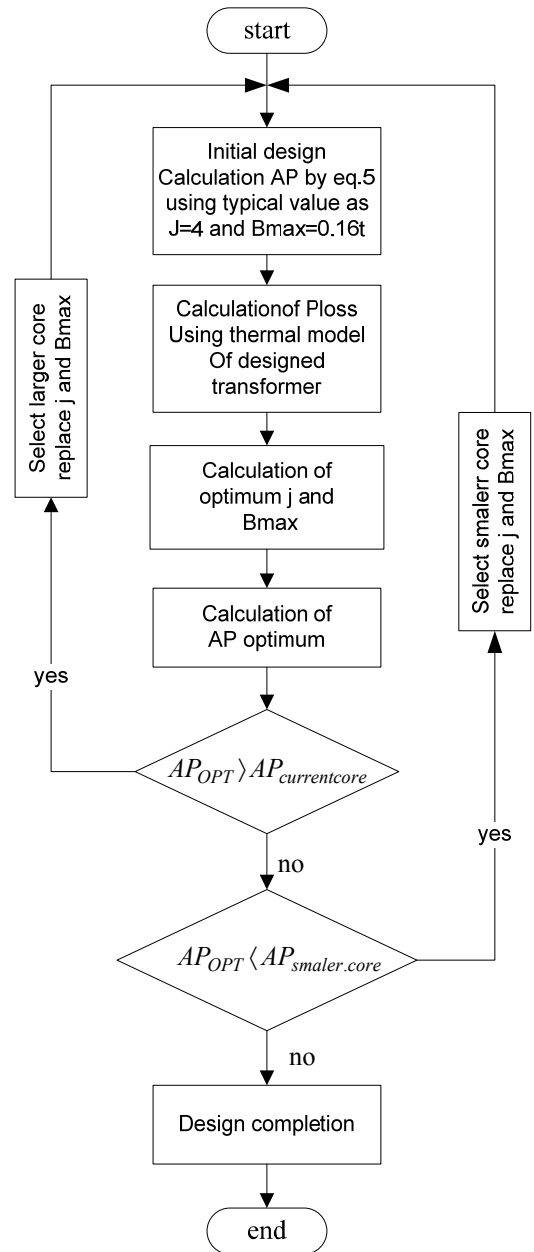 start
Initial design
Calculation AP by eq.5
using typical value as
J=4 and Bmax=0.16t
Calculationof Ploss
Using thermal model
Of designed
transformer
Select larger core
replace j and Bmax
Select smalerr core
replace j and Bmax
Calculation of
optimum j and
Bmax
Calculation of
AP optimum
yes
AP_OPT 〉 AP_currentcore
no
yes
AP_OPT 〈 AP_smaler.core
no
Design completion
end